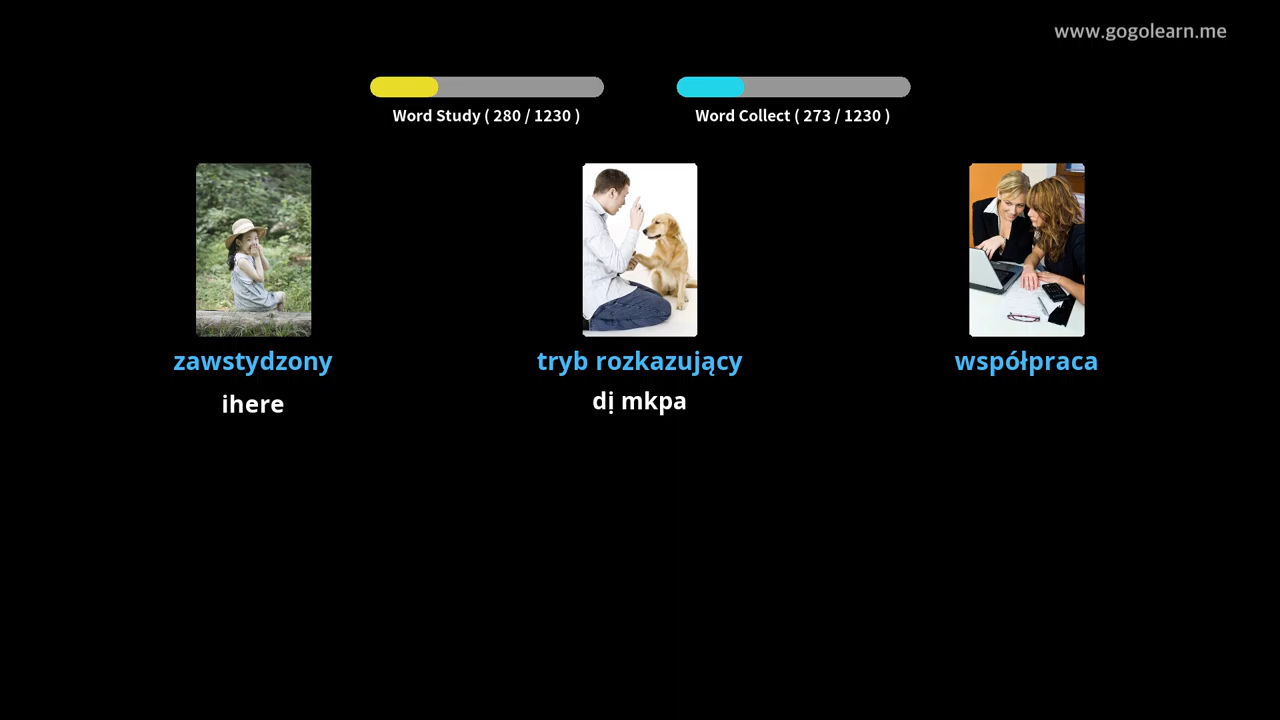 www.gogolearn.me
Word Study ( 280 / 1230 )
Word Collect ( 273 / 1230 )
zawstydzony
tryb rozkazujący
współpraca
ihere
dị mkpa